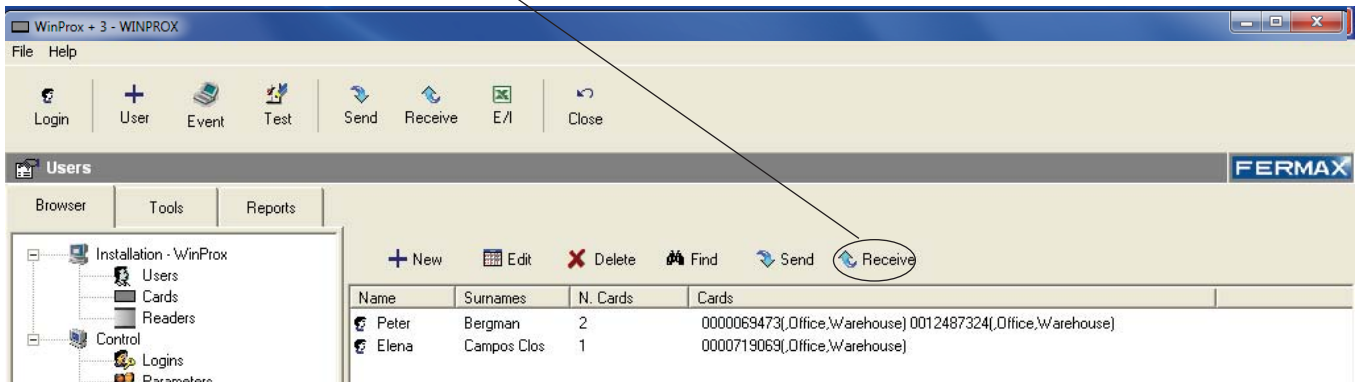 WinProx + 3 - WINPROX
File Help
Login User Event Test Send Receive E/I Close
Users FERMAX
Browser Tools Reports
Installation - WinProx
Users
Cards
Readers
Control
Logins
Parameters
New Edit Delete Find Send Receive
Name Surnames N. Cards Cards
Peter Bergman 2 0000069473(,Office,Warehouse) 0012487324(,Office,Warehouse)
Elena Campos Clos 1 0000719069(,Office,Warehouse)